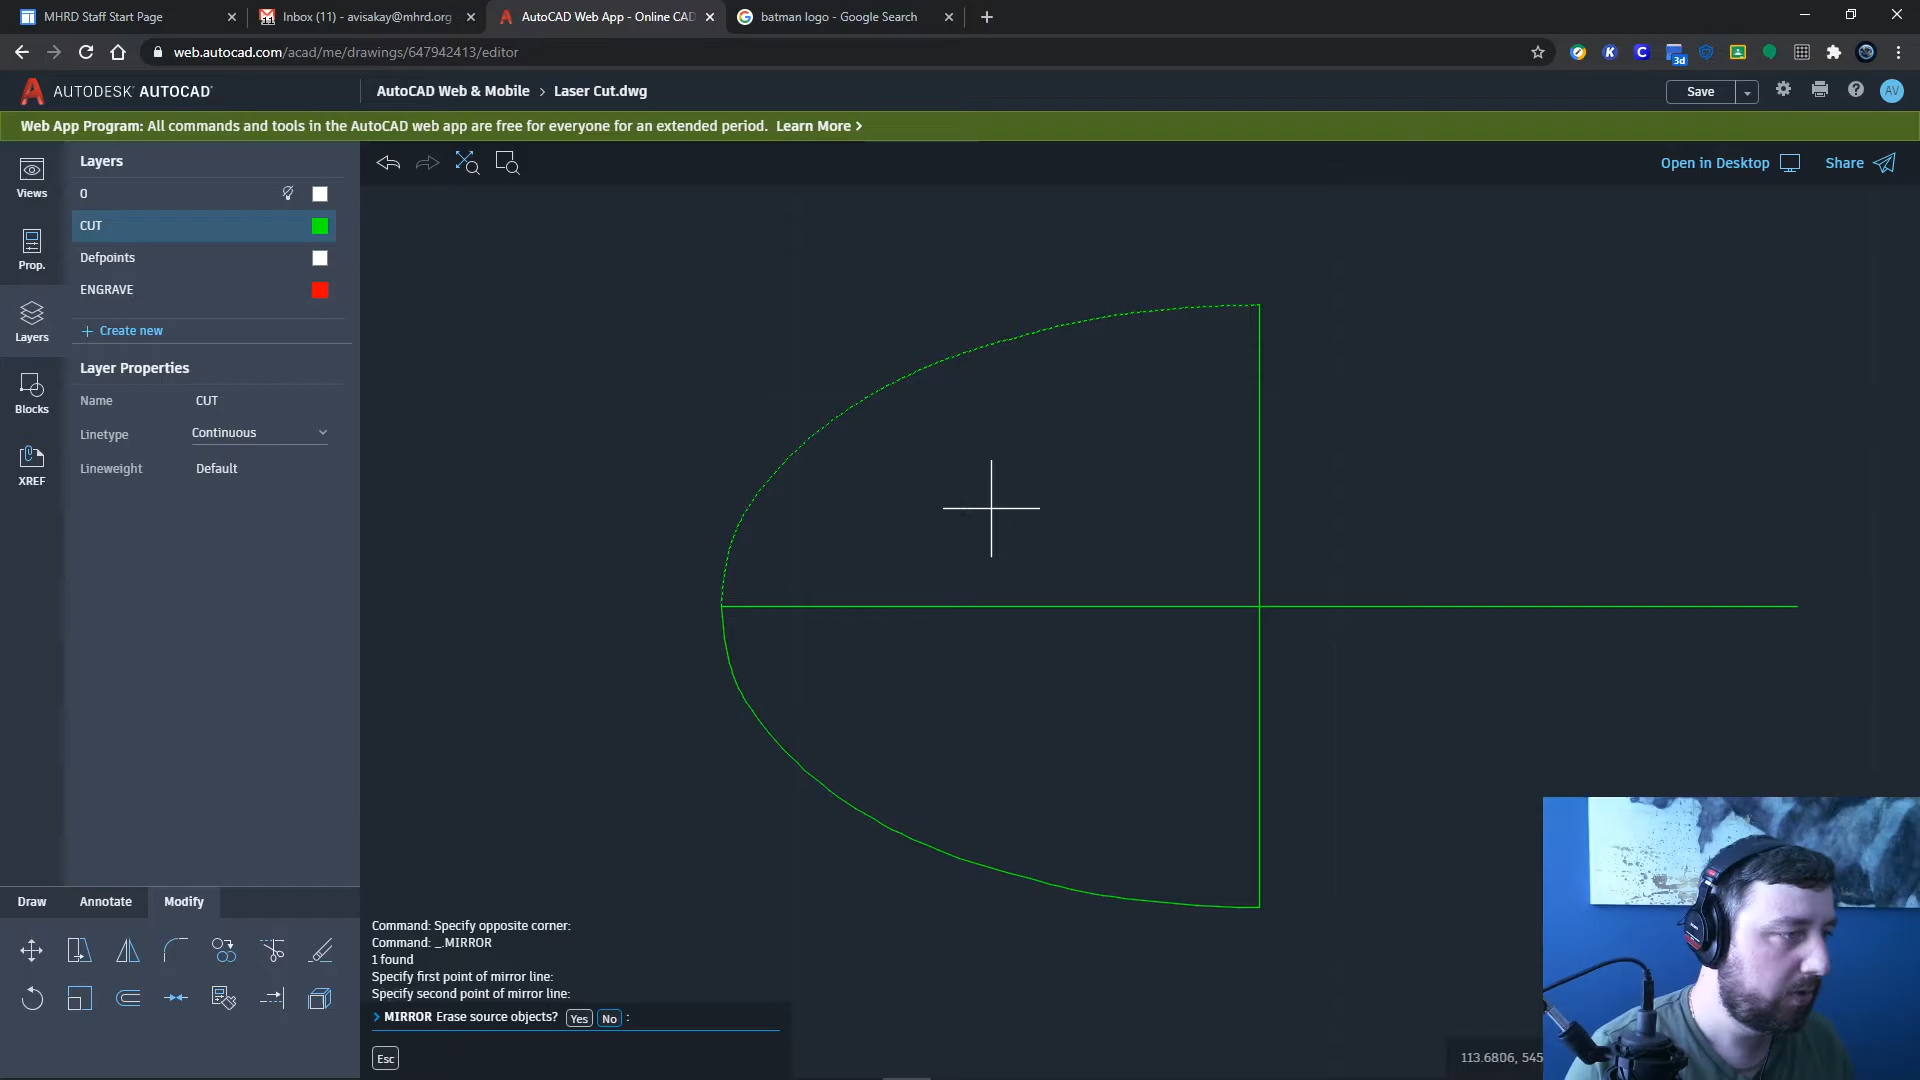 MHRD Staff Start Page
Inbox (11) - avisakay@mhrd.org
AutoCAD Web App - Online CAD
batman logo - Google Search
web.autocad.com/acad/me/drawings/647942413/editor
3d
AUTODESK AUTOCAD
AutoCAD Web & Mobile > Laser Cut.dwg
Save
AV
Web App Program: All commands and tools in the AutoCAD web app are free for everyone for an extended period. Learn More >
Layers
Open in Desktop
Share
Views
0
CUT
Prop.
Defpoints
ENGRAVE
Layers
+ Create new
Layer Properties
Blocks
Name CUT
Linetype Continuous
Lineweight Default
XREF
Draw Annotate Modify
Command: Specify opposite corner:
Command: _.MIRROR
1 found
Specify first point of mirror line:
Specify second point of mirror line:
> MIRROR Erase source objects? Yes No :
Esc
113.6806, 545